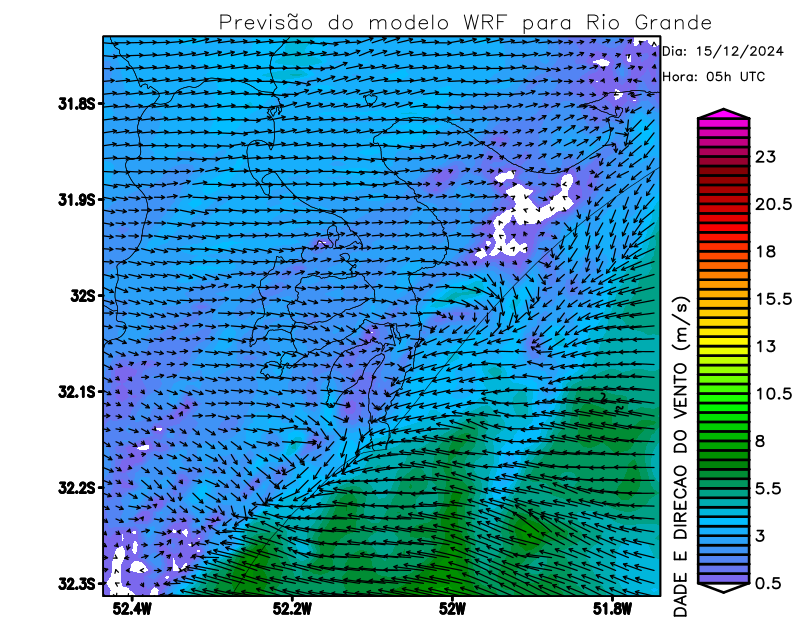 Previsão do modelo WRF para Rio Grande
Dia: 15/12/2024
Hora: 05h UTC
31.8S
31.9S
32S
32.1S
32.2S
32.3S
52.4W
52.2W
52W
51.8W
DADE E DIRECAO DO VENTO (m/s)
23
20.5
18
15.5
13
10.5
8
5.5
3
0.5